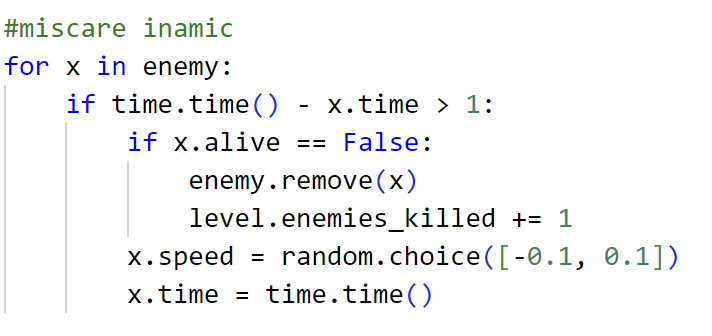 #miscare inamic
for x in enemy:
    if time.time() - x.time > 1:
        if x.alive == False:
            enemy.remove(x)
            level.enemies_killed += 1
        x.speed = random.choice([-0.1, 0.1])
        x.time = time.time()